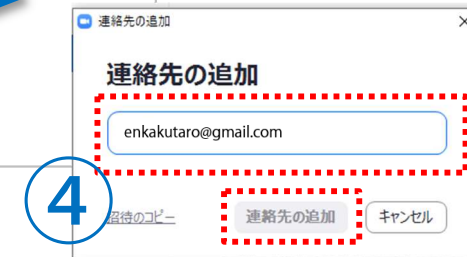 連絡先の追加
連絡先の追加
enkakutaro@gmail.com
④
招待のコピー 連絡先の追加 キャンセル